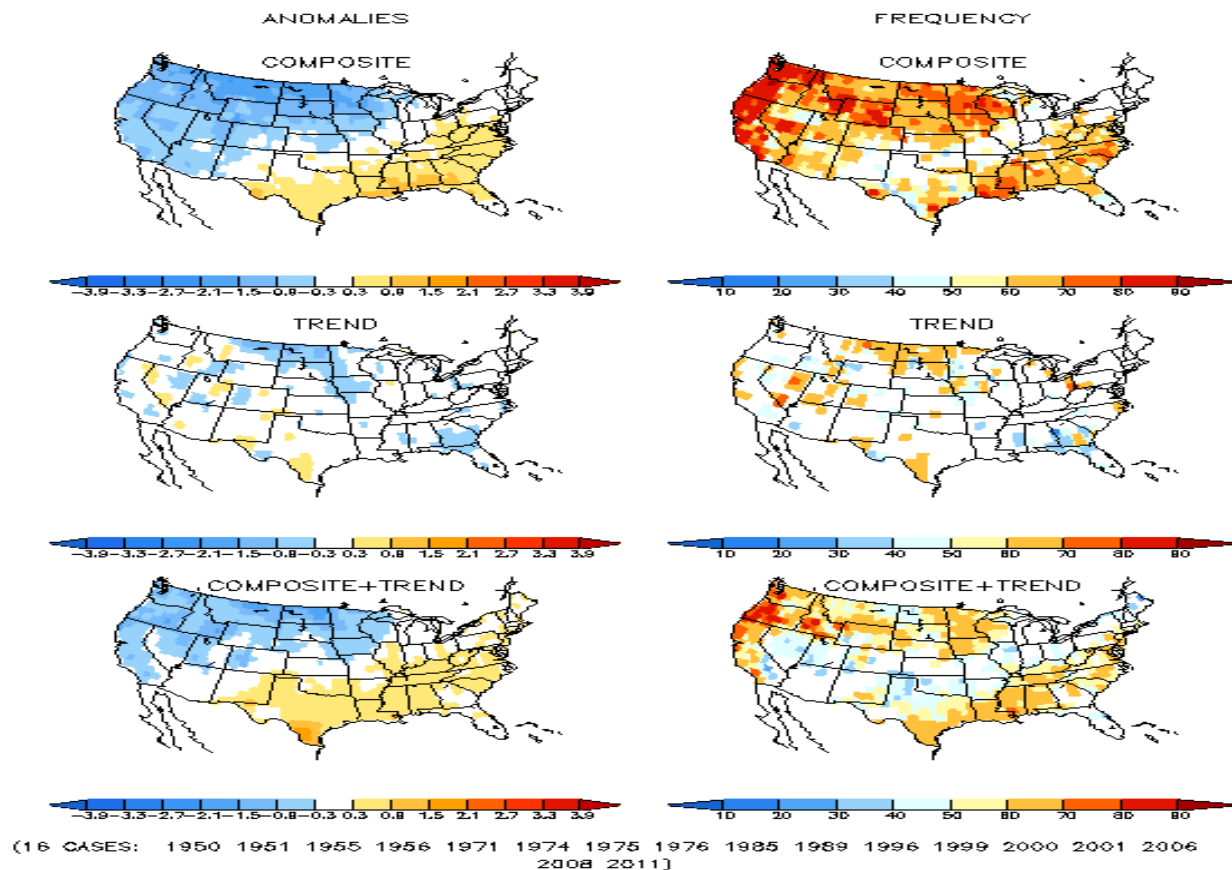 ANOMALIES FREQUENCY
COMPOSITE COMPOSITE
-3.9 -3.3 -2.7 -2.1 -1.5 -0.8 -0.3 0.3 0.8 1.5 2.1 2.7 3.3 3.9
10 20 30 40 50 60 70 80 90
TREND TREND
-3.9 -3.3 -2.7 -2.1 -1.5 -0.8 -0.3 0.3 0.8 1.5 2.1 2.7 3.3 3.9
10 20 30 40 50 60 70 80 90
COMPOSITE+TREND COMPOSITE+TREND
-3.9 -3.3 -2.7 -2.1 -1.5 -0.8 -0.3 0.3 0.8 1.5 2.1 2.7 3.3 3.9
10 20 30 40 50 60 70 80 90
(16 CASES: 1950 1951 1955 1956 1971 1974 1975 1976 1985 1989 1996 1999 2000 2001 2006
2008 2011)